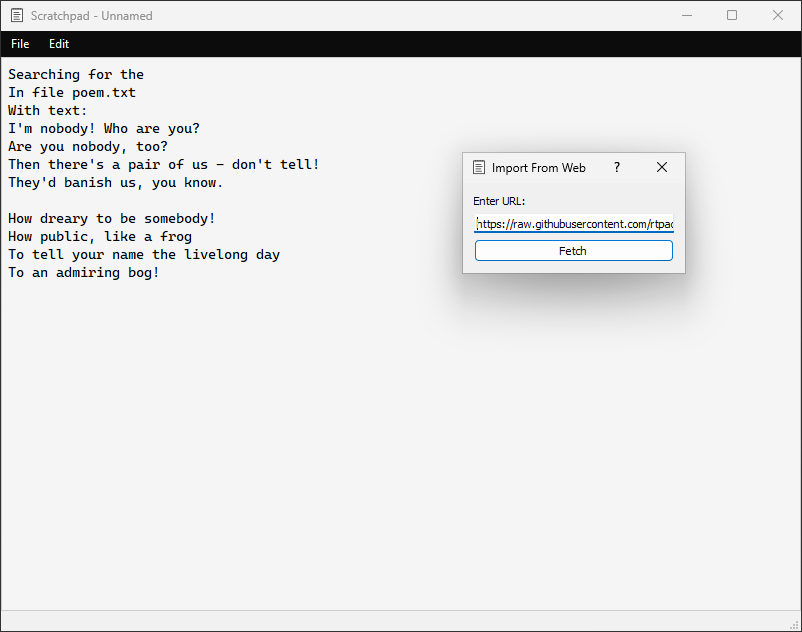 Scratchpad - Unnamed
File Edit
Searching for the
In file poem.txt
With text:
I'm nobody! Who are you?
Are you nobody, too?
Then there's a pair of us — don't tell!
They'd banish us, you know.
How dreary to be somebody!
How public, like a frog
To tell your name the livelong day
To an admiring bog!
Import From Web ?
Enter URL:
https://raw.githubusercontent.com/rtpac
Fetch